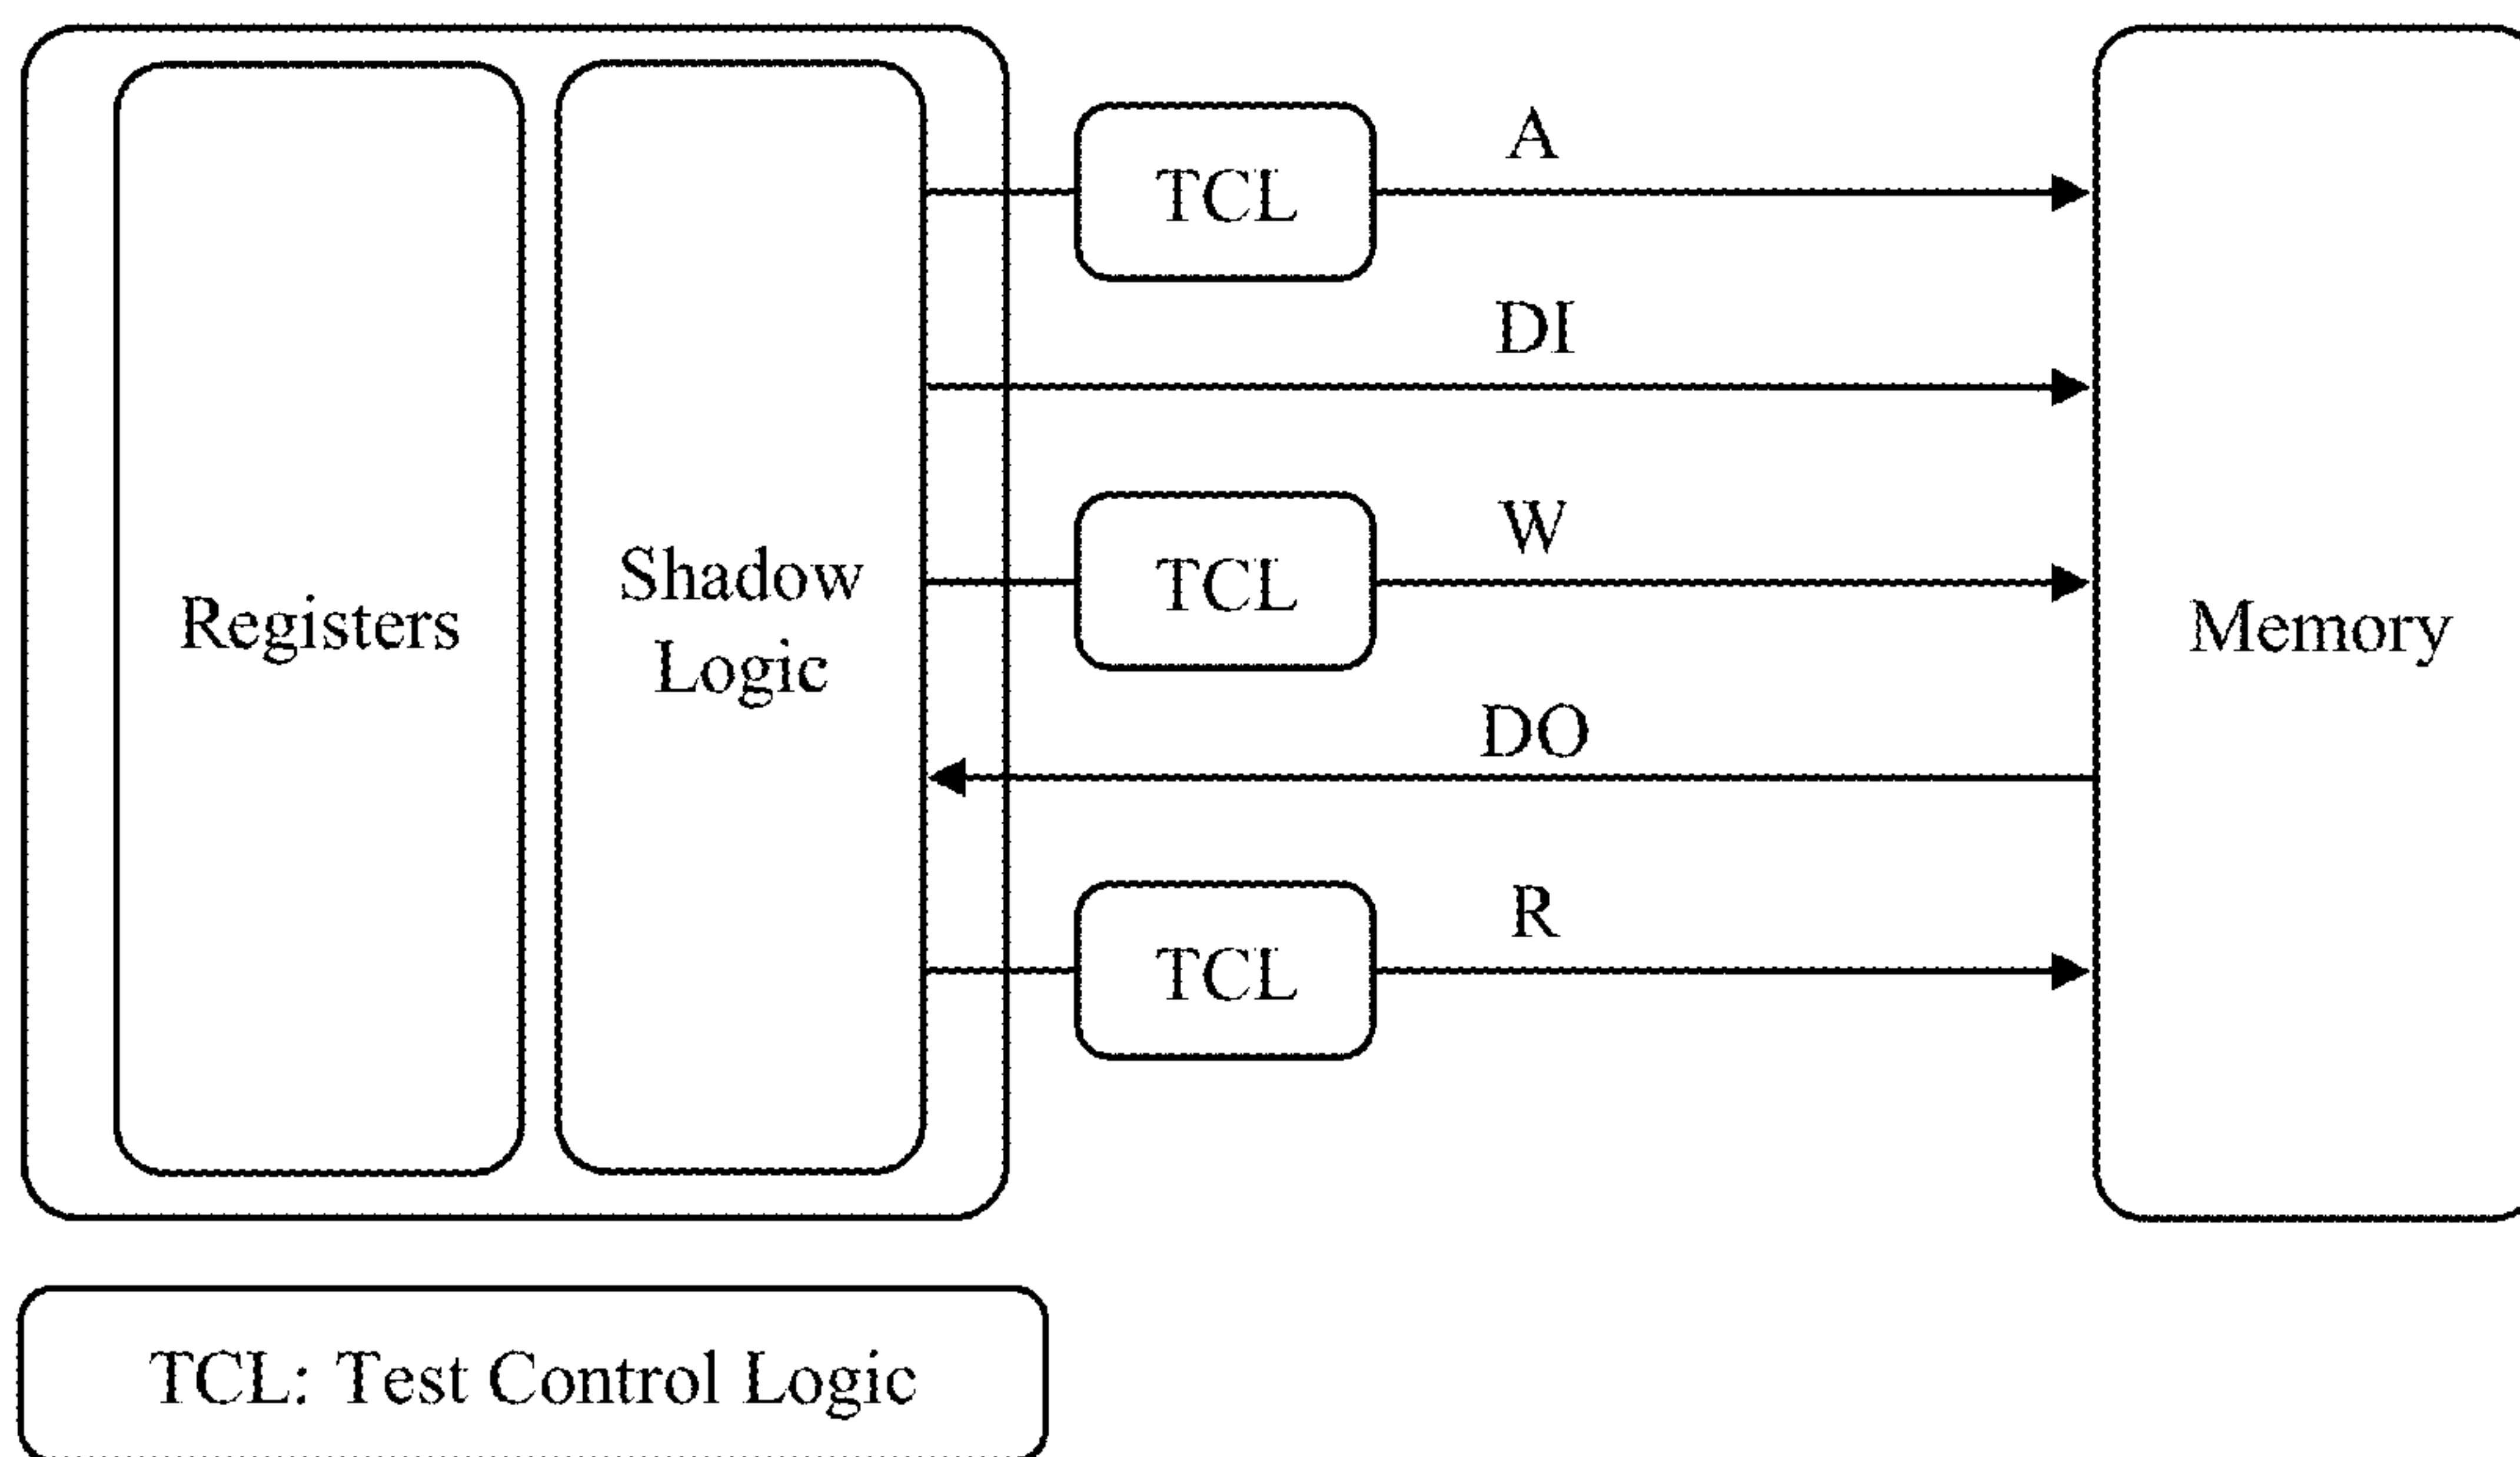 A
TCL
DI
W
TCL
Registers
Shadow
Logic
Memory
DO
R
TCL
TCL: Test Control Logic